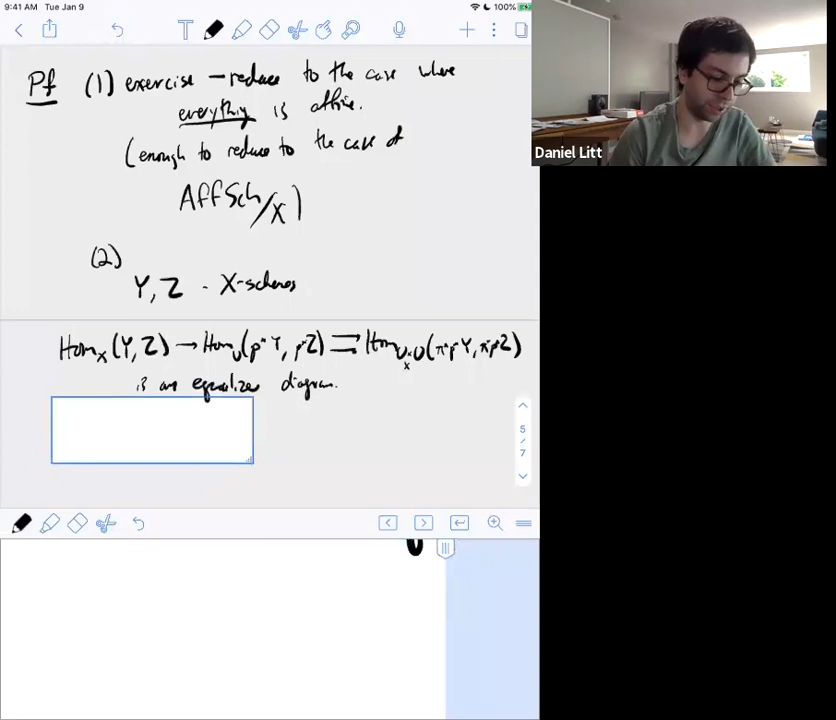 9:41 AM Tue Jan 9
100%
Daniel Litt
Pf (1) exercise – reduce to the case where
everything is affine.
(enough to reduce to the case of
AffSch/X)
(2)
Y, Z - X-schemes
Hom_X(Y, Z) → Hom_U(p*Y, p*Z) ⇉ Hom_{U×_X U}(π*p*Y, π*p*Z)
is an equalizer diagram.
5
/
7